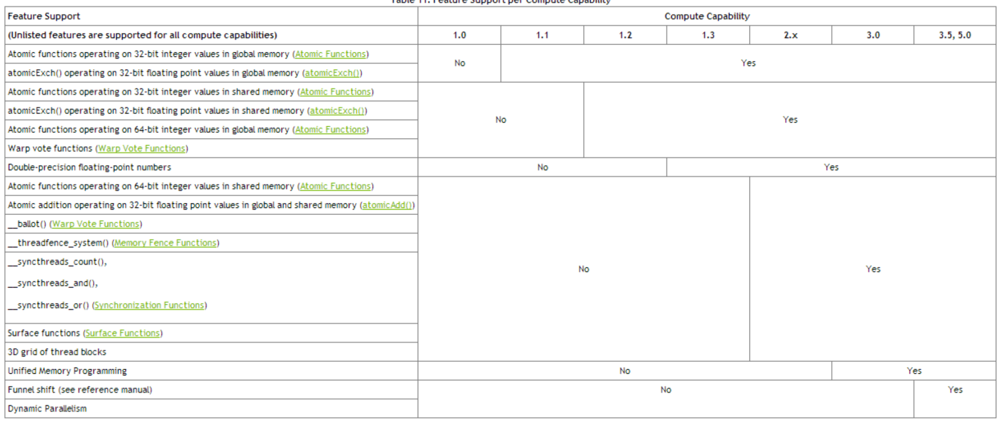 Table 11. Feature Support per Compute Capability
Feature Support Compute Capability
(Unlisted features are supported for all compute capabilities) 1.0 1.1 1.2 1.3 2.x 3.0 3.5, 5.0
Atomic functions operating on 32-bit integer values in global memory (Atomic Functions)
No Yes
atomicExch() operating on 32-bit floating point values in global memory (atomicExch())
Atomic functions operating on 32-bit integer values in shared memory (Atomic Functions)
atomicExch() operating on 32-bit floating point values in shared memory (atomicExch())
No Yes
Atomic functions operating on 64-bit integer values in global memory (Atomic Functions)
Warp vote functions (Warp Vote Functions)
Double-precision floating-point numbers No Yes
Atomic functions operating on 64-bit integer values in shared memory (Atomic Functions)
Atomic addition operating on 32-bit floating point values in global and shared memory (atomicAdd())
__ballot() (Warp Vote Functions)
__threadfence_system() (Memory Fence Functions)
__syncthreads_count(),
No Yes
__syncthreads_and(),
__syncthreads_or() (Synchronization Functions)
Surface functions (Surface Functions)
3D grid of thread blocks
Unified Memory Programming No Yes
Funnel shift (see reference manual) No Yes
Dynamic Parallelism